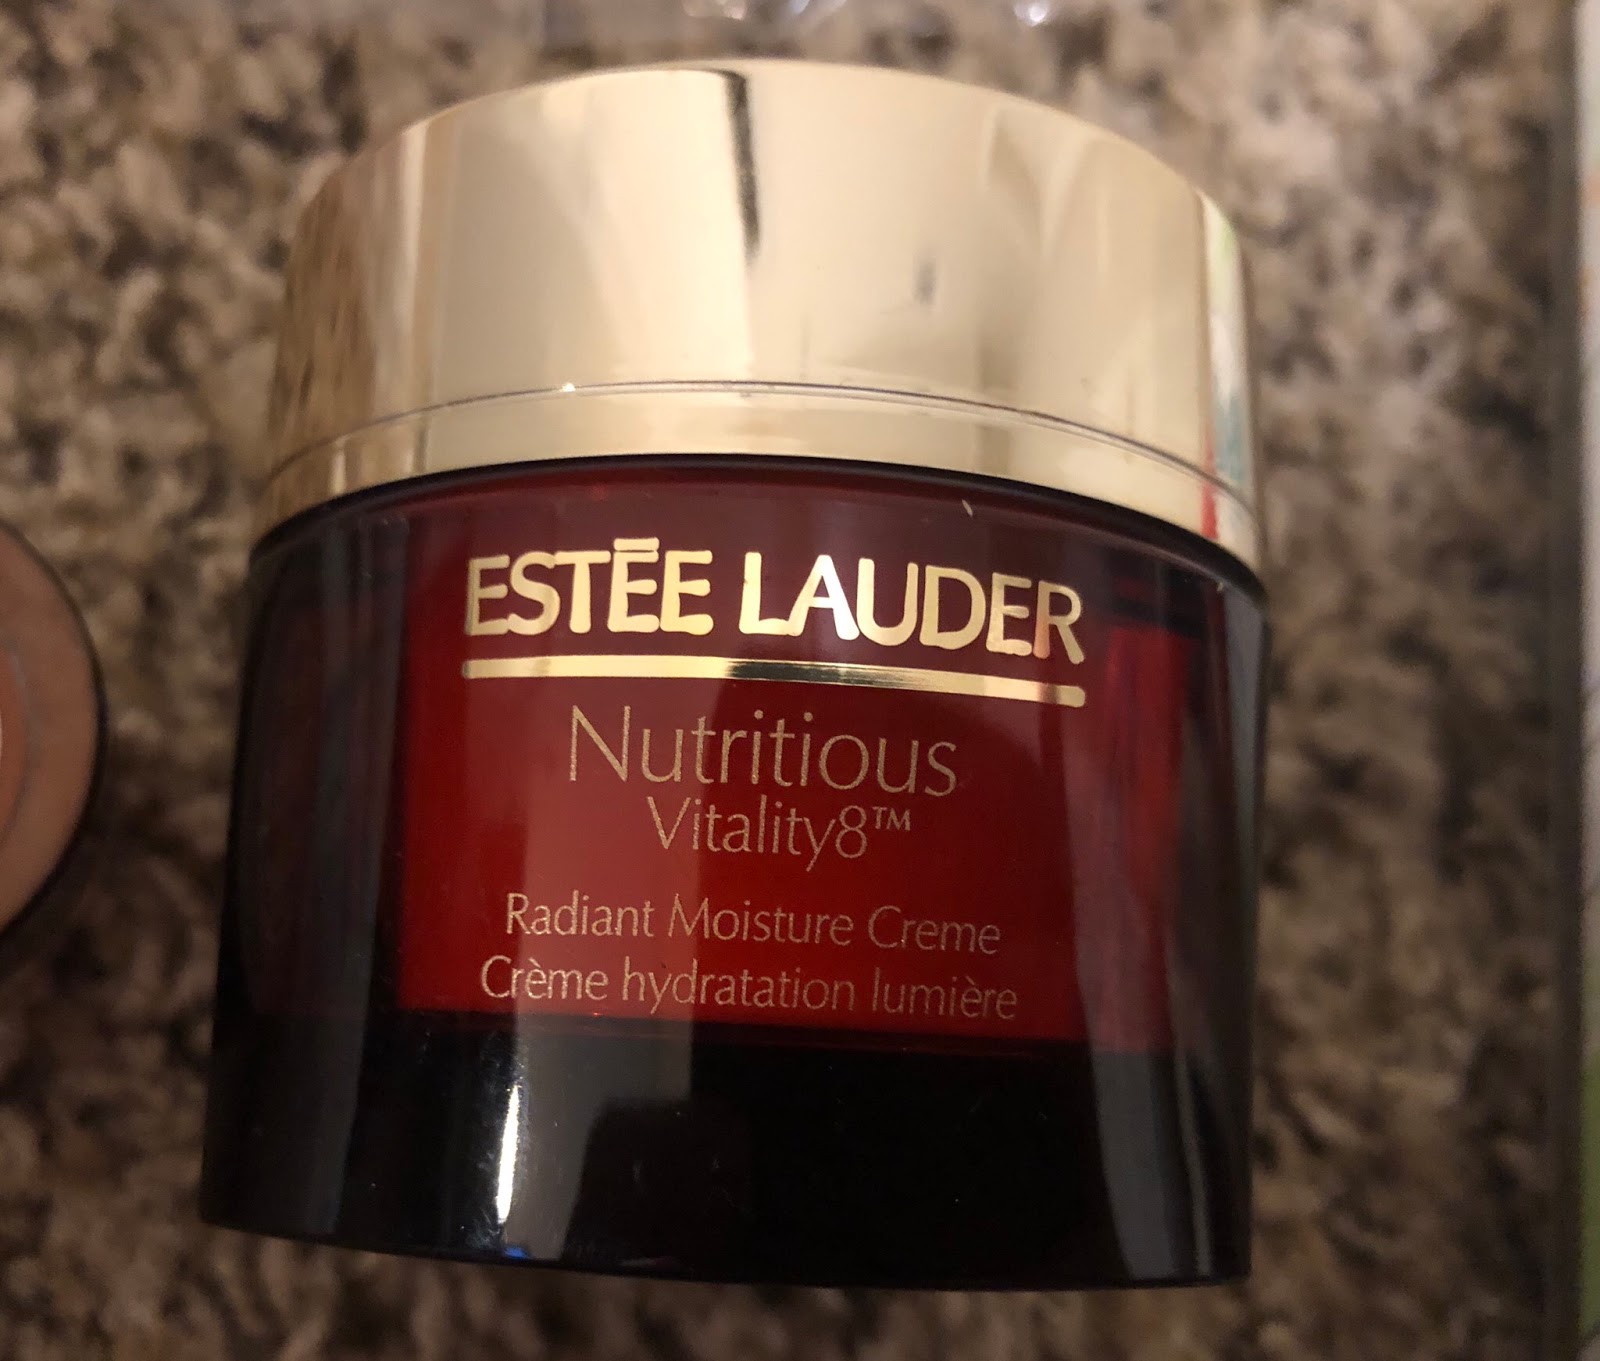 ESTĒE LAUDER
Nutritious
Vitality8™
Radiant Moisture Creme
Crème hydratation lumière